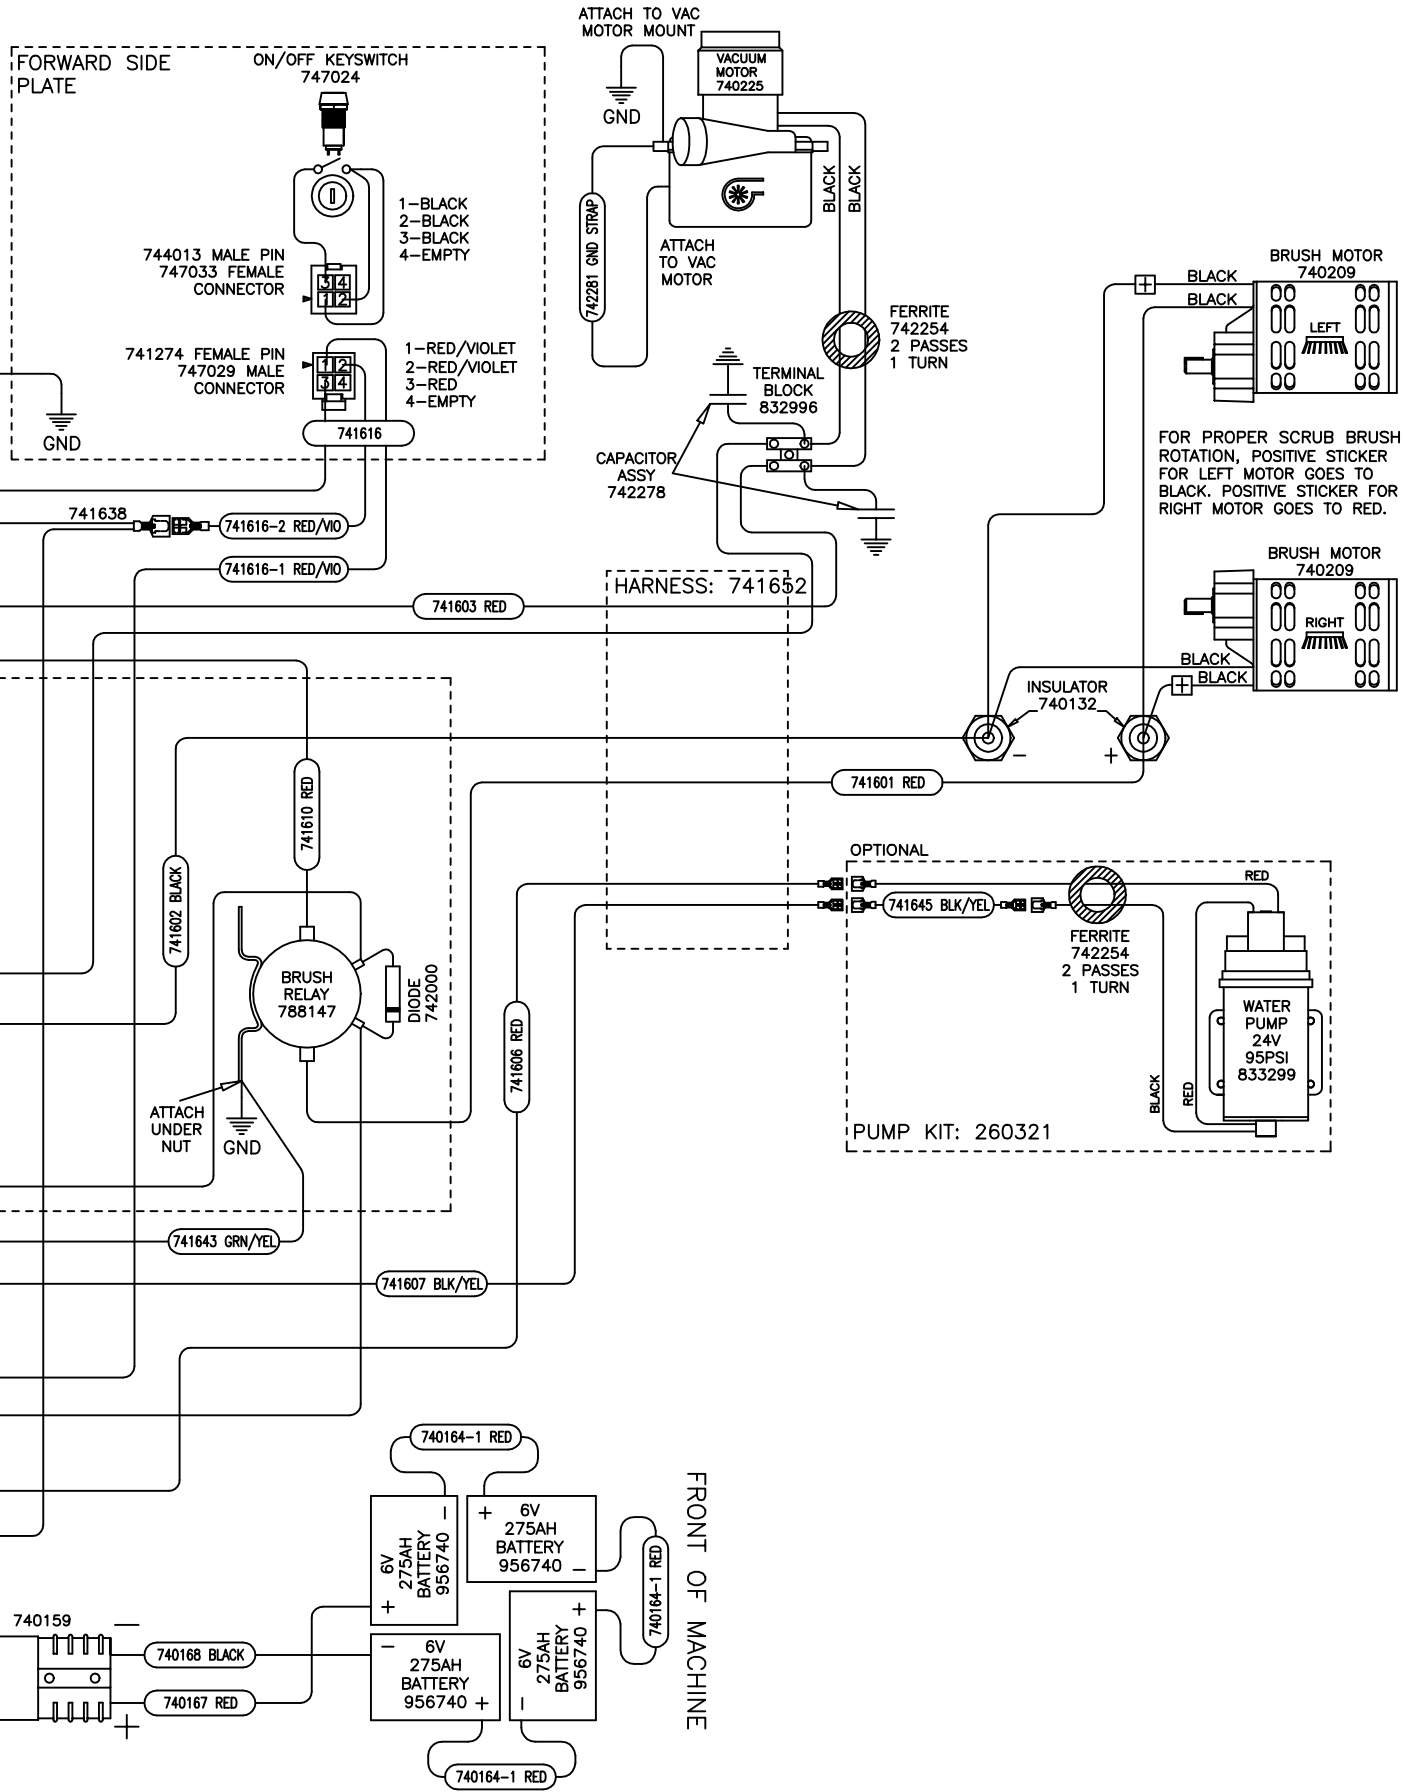 ATTACH TO VAC
MOTOR MOUNT
FORWARD SIDE
PLATE
ON/OFF KEYSWITCH
747024
GND
VACUUM
MOTOR
740225
1-BLACK
2-BLACK
3-BLACK
4-EMPTY
744013 MALE PIN
747033 FEMALE
CONNECTOR
3 4
1 2
742281 GND STRAP
ATTACH
TO VAC
MOTOR
BLACK
BLACK
BRUSH MOTOR
740209
BLACK
BLACK
+
LEFT
FERRITE
742254
2 PASSES
1 TURN
741274 FEMALE PIN
747029 MALE
CONNECTOR
1 2
3 4
1-RED/VIOLET
2-RED/VIOLET
3-RED
4-EMPTY
TERMINAL
BLOCK
832996
GND
741616
CAPACITOR
ASSY
742278
FOR PROPER SCRUB BRUSH
ROTATION, POSITIVE STICKER
FOR LEFT MOTOR GOES TO
BLACK. POSITIVE STICKER FOR
RIGHT MOTOR GOES TO RED.
741638
741616-2 RED/VIO
741616-1 RED/VIO
BRUSH MOTOR
740209
HARNESS: 741652
741603 RED
RIGHT
BLACK
BLACK
+
INSULATOR
740132
-
+
741601 RED
741610 RED
OPTIONAL
741602 BLACK
RED
741645 BLK/YEL
FERRITE
742254
2 PASSES
1 TURN
BRUSH
RELAY
788147
DIODE
742000
WATER
PUMP
24V
95PSI
833299
741606 RED
BLACK
RED
ATTACH
UNDER
NUT
GND
PUMP KIT: 260321
741643 GRN/YEL
741607 BLK/YEL
740164-1 RED
6V
275AH
BATTERY
956740
-
+
+
6V
275AH
BATTERY
956740
-
740164-1 RED
FRONT OF MACHINE
740159
-
+
740168 BLACK
740167 RED
-
6V
275AH
BATTERY
956740
+
+
6V
275AH
BATTERY
956740
-
740164-1 RED